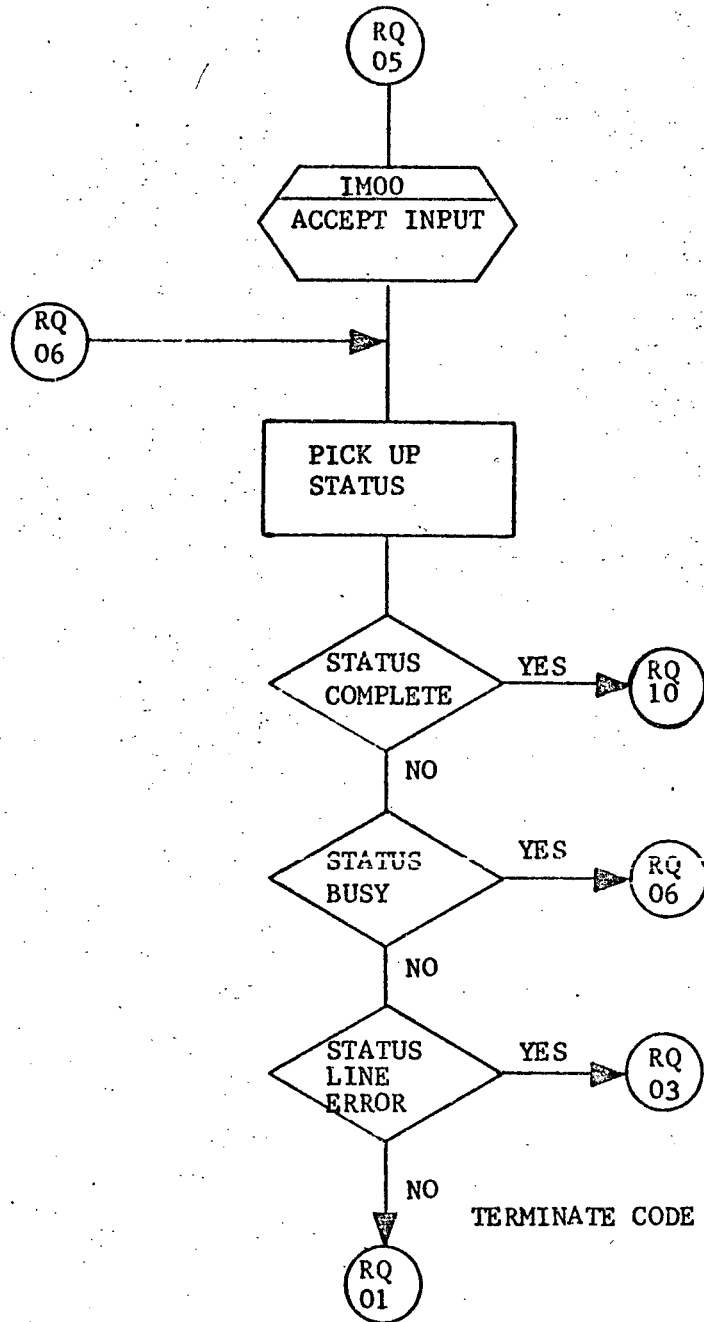 RQ
05
IMOO
ACCEPT INPUT
RQ
06
PICK UP
STATUS
STATUS
COMPLETE
YES
RQ
10
NO
STATUS
BUSY
YES
RQ
06
NO
STATUS
LINE
ERROR
YES
RQ
03
NO
TERMINATE CODE
RQ
01